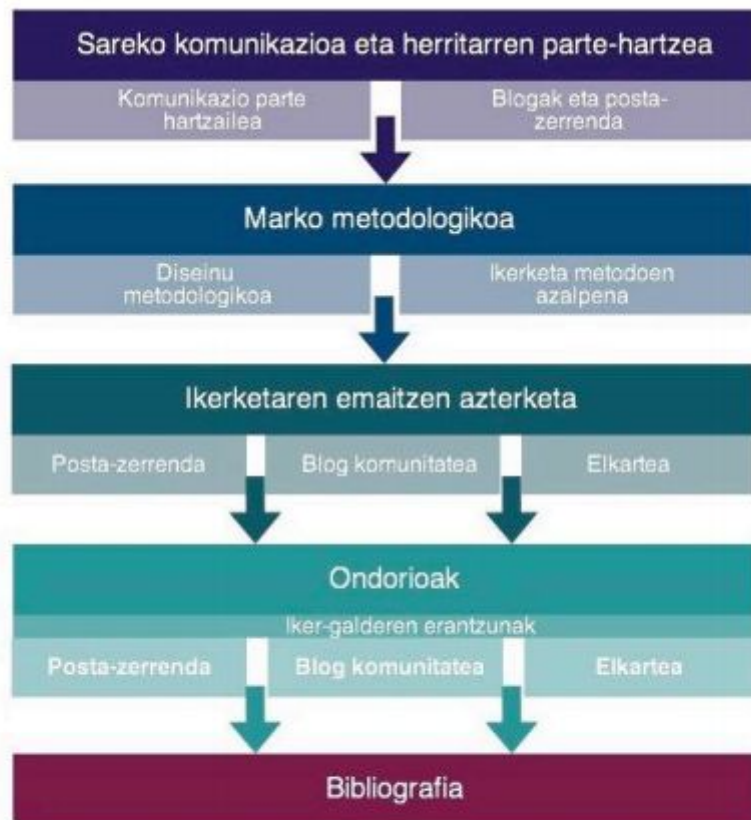 Sareko komunikazioa eta herritarren parte-hartzea
Komunikazio parte
hartzailea
Blogak eta posta-
zerrenda
Marko metodologikoa
Diseinu
metodologikoa
Ikerketa metodoen
azalpena
Ikerketaren emaitzen azterketa
Posta-zerrenda
Blog komunitatea
Elkartea
Ondorioak
Iker-galderen erantzunak
Posta-zerrenda
Blog komunitatea
Elkartea
Bibliografia